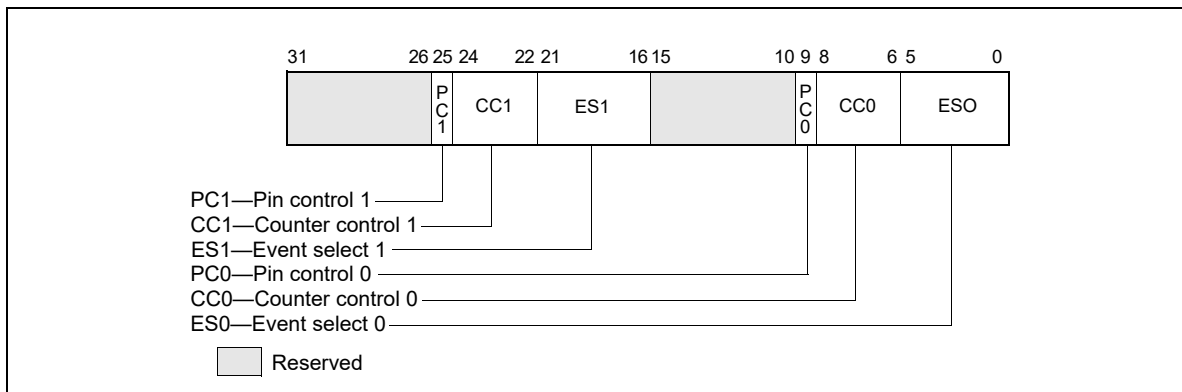 31 26 25 24 22 21 16 15 10 9 8 6 5 0
PC1 CC1 ES1 PC0 CC0 ESO
PC1—Pin control 1
CC1—Counter control 1
ES1—Event select 1
PC0—Pin control 0
CC0—Counter control 0
ES0—Event select 0
Reserved